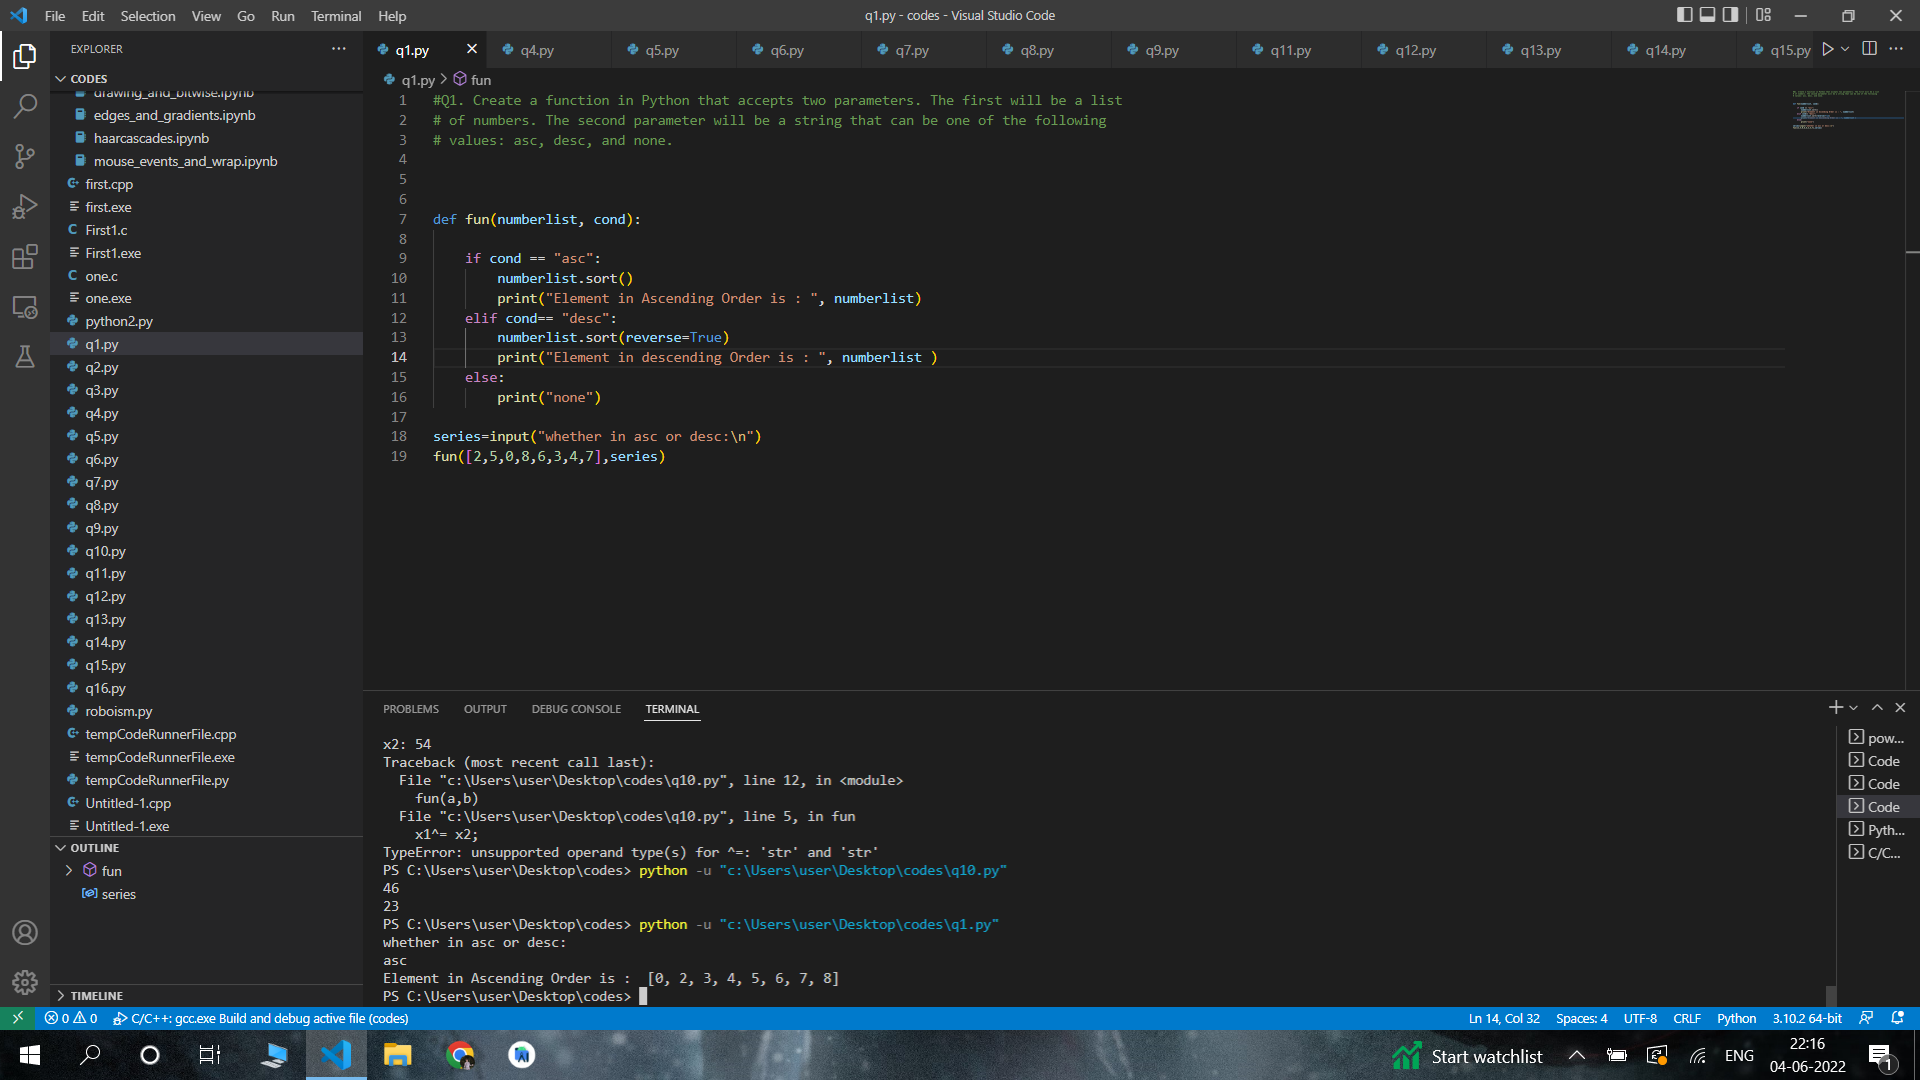 File Edit Selection View Go Run Terminal Help
q1.py - codes - Visual Studio Code
EXPLORER
CODES
drawing_and_bitwise.ipynb
edges_and_gradients.ipynb
haarcascades.ipynb
mouse_events_and_wrap.ipynb
first.cpp
first.exe
First1.c
First1.exe
one.c
one.exe
python2.py
q1.py
q2.py
q3.py
q4.py
q5.py
q6.py
q7.py
q8.py
q9.py
q10.py
q11.py
q12.py
q13.py
q14.py
q15.py
q16.py
roboism.py
tempCodeRunnerFile.cpp
tempCodeRunnerFile.exe
tempCodeRunnerFile.py
Untitled-1.cpp
Untitled-1.exe
OUTLINE
fun
series
TIMELINE
q1.py q4.py q5.py q6.py q7.py q8.py q9.py q11.py q12.py q13.py q14.py q15.py
q1.py > fun
1 #Q1. Create a function in Python that accepts two parameters. The first will be a list
2 # of numbers. The second parameter will be a string that can be one of the following
3 # values: asc, desc, and none.
4
5
6
7 def fun(numberlist, cond):
8
9 if cond == "asc":
10 numberlist.sort()
11 print("Element in Ascending Order is : ", numberlist)
12 elif cond== "desc":
13 numberlist.sort(reverse=True)
14 print("Element in descending Order is : ", numberlist )
15 else:
16 print("none")
17
18 series=input("whether in asc or desc:\n")
19 fun([2,5,0,8,6,3,4,7],series)
PROBLEMS OUTPUT DEBUG CONSOLE TERMINAL
x2: 54
Traceback (most recent call last):
File "c:\Users\user\Desktop\codes\q10.py", line 12, in <module>
fun(a,b)
File "c:\Users\user\Desktop\codes\q10.py", line 5, in fun
x1^= x2;
TypeError: unsupported operand type(s) for ^=: 'str' and 'str'
PS C:\Users\user\Desktop\codes> python -u "c:\Users\user\Desktop\codes\q10.py"
46
23
PS C:\Users\user\Desktop\codes> python -u "c:\Users\user\Desktop\codes\q1.py"
whether in asc or desc:
asc
Element in Ascending Order is :  [0, 2, 3, 4, 5, 6, 7, 8]
PS C:\Users\user\Desktop\codes>
pow...
Code
Code
Code
Pyth...
C/C...
0 0 C/C++: gcc.exe Build and debug active file (codes)
Ln 14, Col 32 Spaces: 4 UTF-8 CRLF Python 3.10.2 64-bit
Start watchlist
ENG
22:16
04-06-2022
1